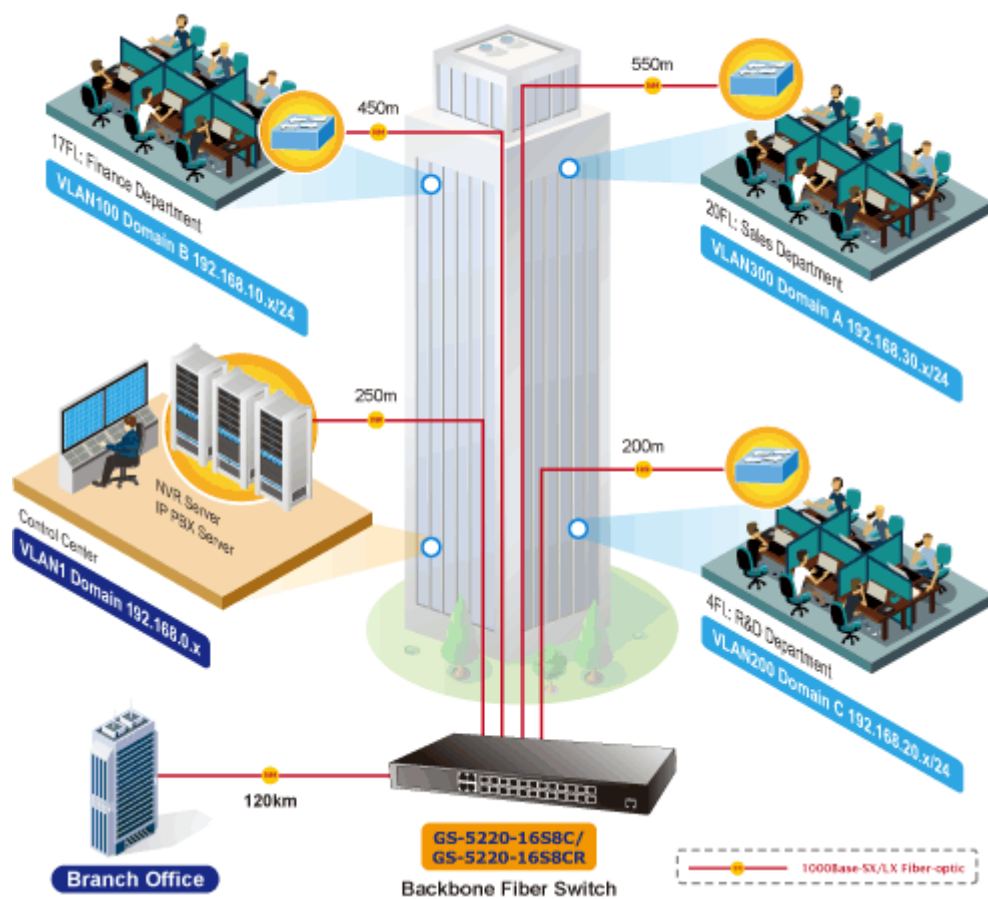 550m
450m
17FL: Finance Department
VLAN100 Domain B 192.168.10.x/24
20FL: Sales Department
VLAN300 Domain A 192.168.30.x/24
250m
200m
NVR Server
IP PBX Server
Control Center
VLAN1 Domain 192.168.0.x
4FL: R&D Department
VLAN200 Domain C 192.168.20.x/24
120km
GS-5220-16S8C/
GS-5220-16S8CR
Branch Office
Backbone Fiber Switch
1000Base-SX/LX Fiber-optic